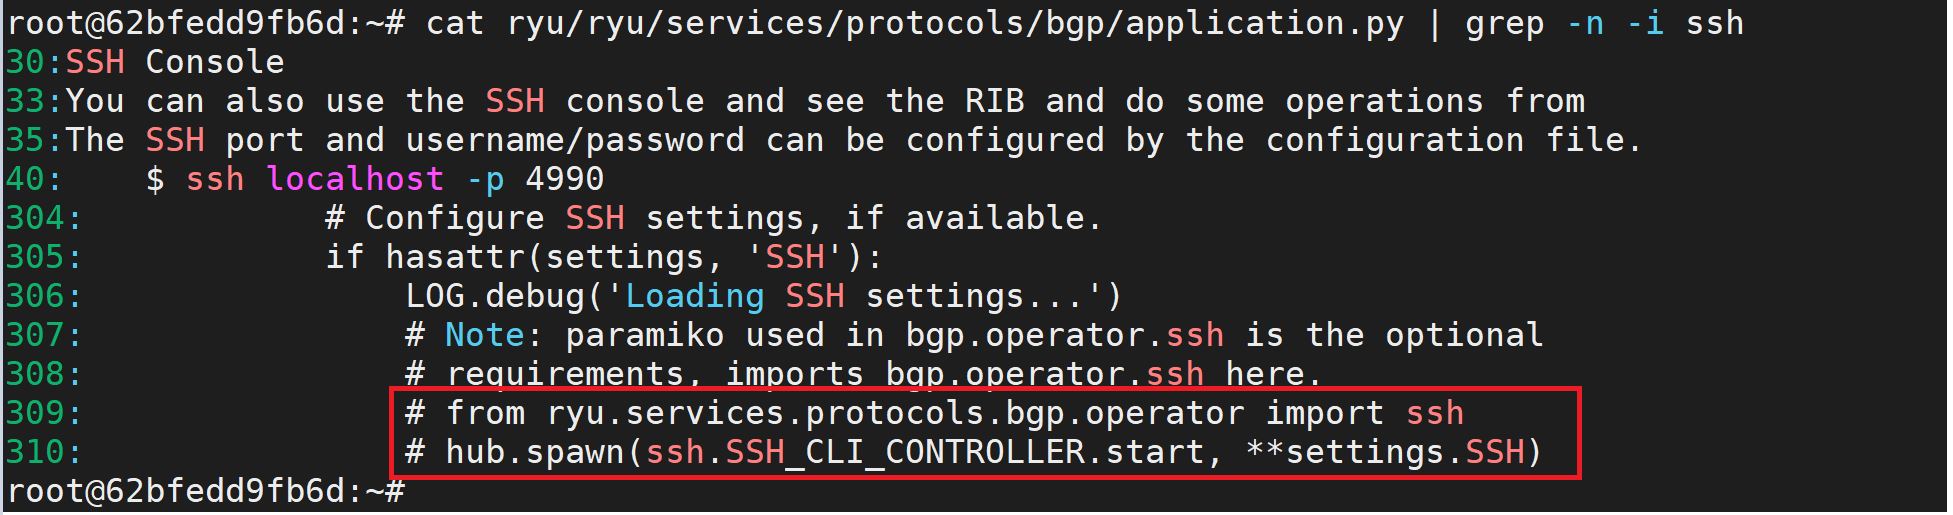 root@62bfedd9fb6d:~# cat ryu/ryu/services/protocols/bgp/application.py | grep -n -i ssh
30:SSH Console
33:You can also use the SSH console and see the RIB and do some operations from
35:The SSH port and username/password can be configured by the configuration file.
40:    $ ssh localhost -p 4990
304:            # Configure SSH settings, if available.
305:            if hasattr(settings, 'SSH'):
306:                LOG.debug('Loading SSH settings...')
307:                # Note: paramiko used in bgp.operator.ssh is the optional
308:                # requirements, imports bgp.operator.ssh here.
309:                # from ryu.services.protocols.bgp.operator import ssh
310:                # hub.spawn(ssh.SSH_CLI_CONTROLLER.start, **settings.SSH)
root@62bfedd9fb6d:~#